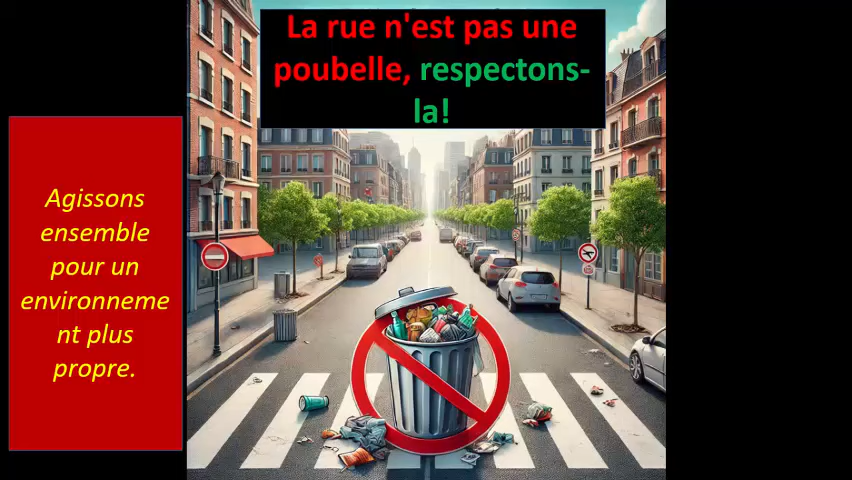 La rue n'est pas une
poubelle, respectons-
la!
Agissons
ensemble
pour un
environneme
nt plus
propre.